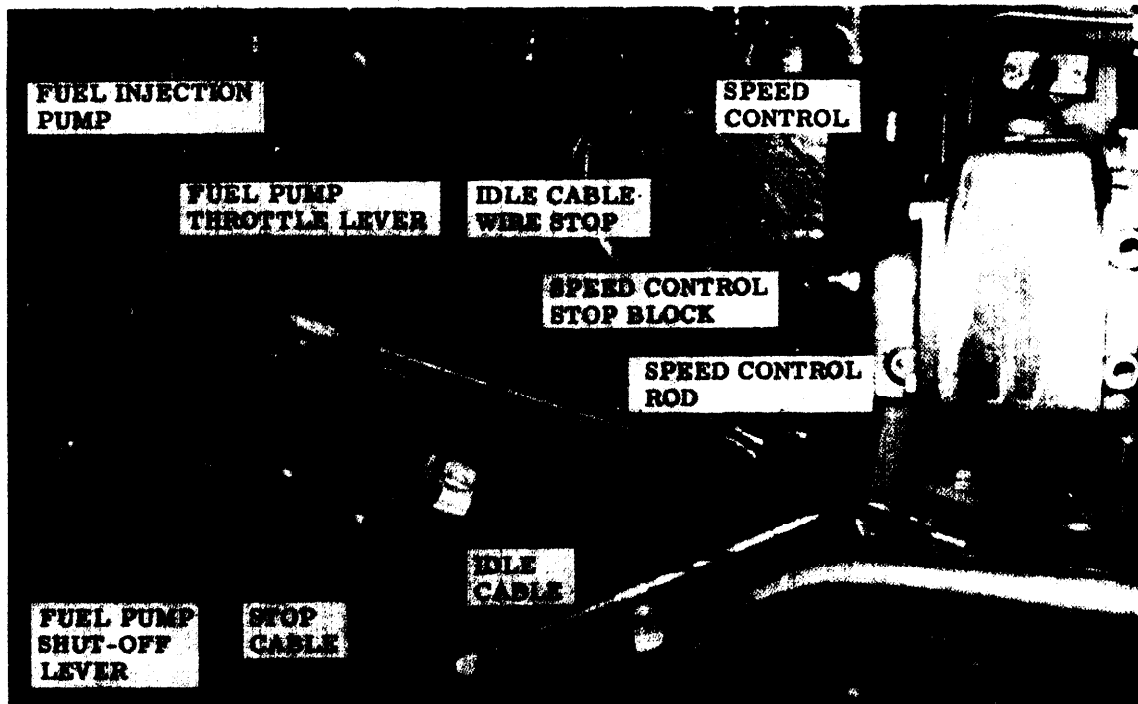 FUEL INJECTION
PUMP
SPEED
CONTROL
FUEL PUMP
THROTTLE LEVER
IDLE CABLE
WIRE STOP
SPEED CONTROL
STOP BLOCK
SPEED CONTROL
ROD
IDLE
CABLE
FUEL PUMP
SHUT-OFF
LEVER
STOP
CABLE